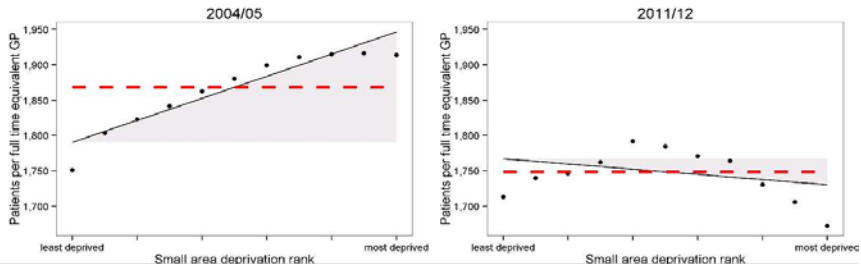 2004/05
Patients per full time equivalent GP
1,950
1,900
1,850
1,800
1,750
1,700
least deprived
most deprived
Small area deprivation rank
2011/12
Patients per full time equivalent GP
1,950
1,900
1,850
1,800
1,750
1,700
least deprived
most deprived
Small area deprivation rank